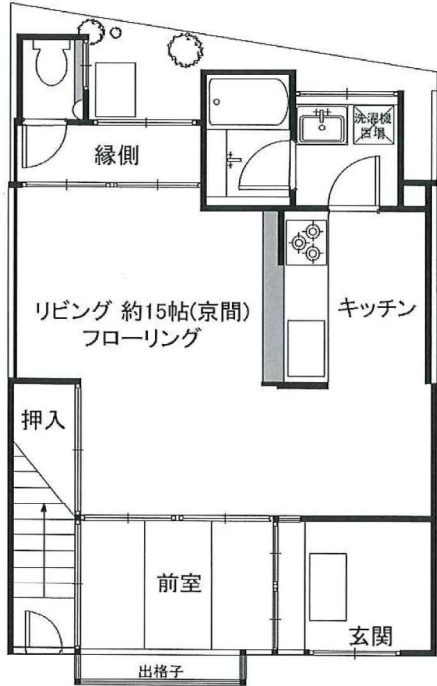 洗濯機
置場
縁側
リビング 約15帖(京間)
フローリング
キッチン
押入
前室
玄関
出格子